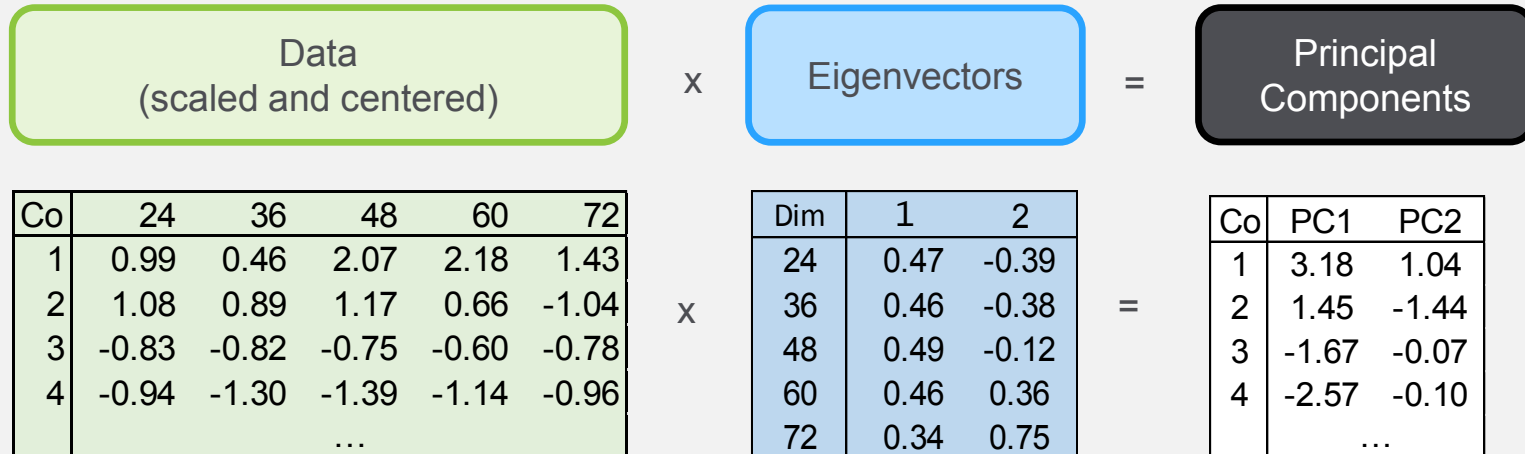 Data
(scaled and centered)
x
Eigenvectors
=
Principal
Components
Co 24 36 48 60 72
1 0.99 0.46 2.07 2.18 1.43
2 1.08 0.89 1.17 0.66 -1.04
3 -0.83 -0.82 -0.75 -0.60 -0.78
4 -0.94 -1.30 -1.39 -1.14 -0.96
...
x
Dim 1 2
24 0.47 -0.39
36 0.46 -0.38
48 0.49 -0.12
60 0.46 0.36
72 0.34 0.75
=
Co PC1 PC2
1 3.18 1.04
2 1.45 -1.44
3 -1.67 -0.07
4 -2.57 -0.10
...